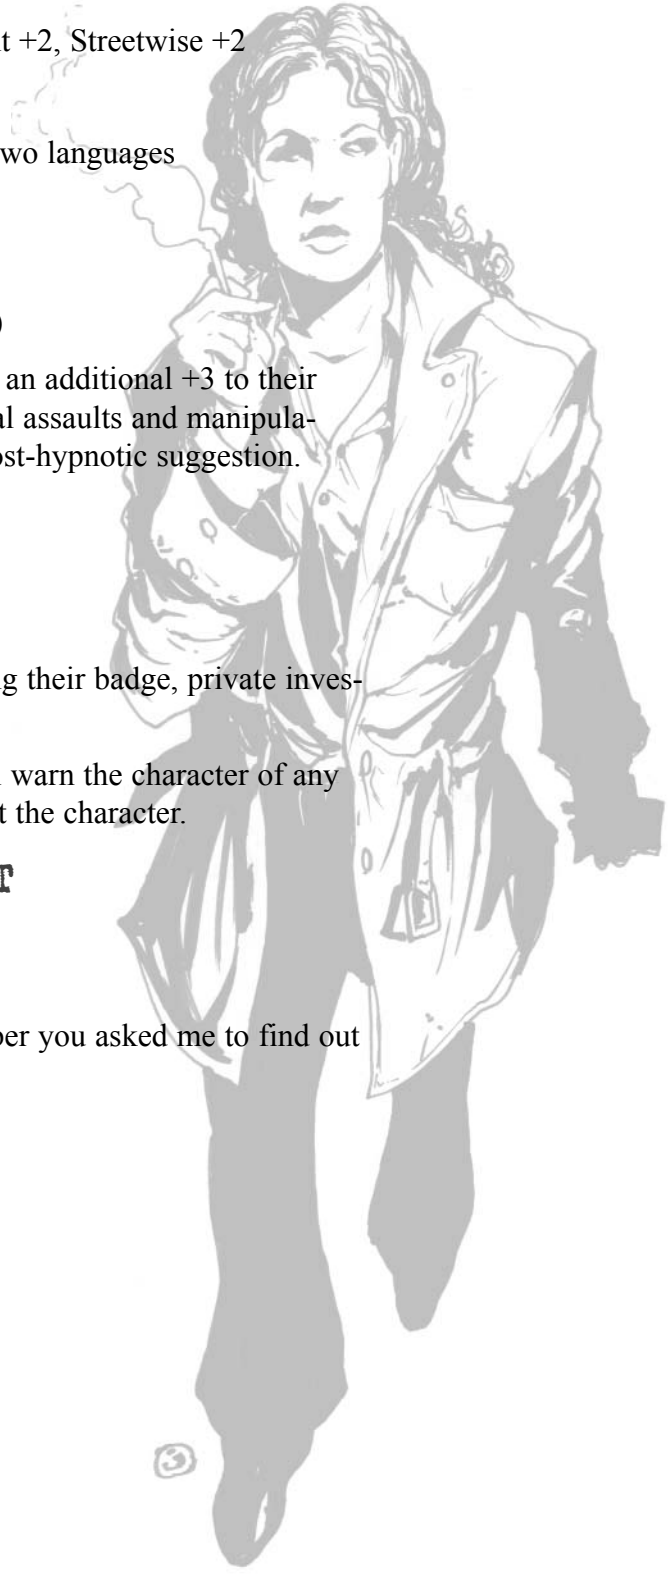 t +2, Streetwise +2
wo languages
)
an additional +3 to their
al assaults and manipula-
ost-hypnotic suggestion.
g their badge, private inves-
warn the character of any
t the character.
T
ber you asked me to find out